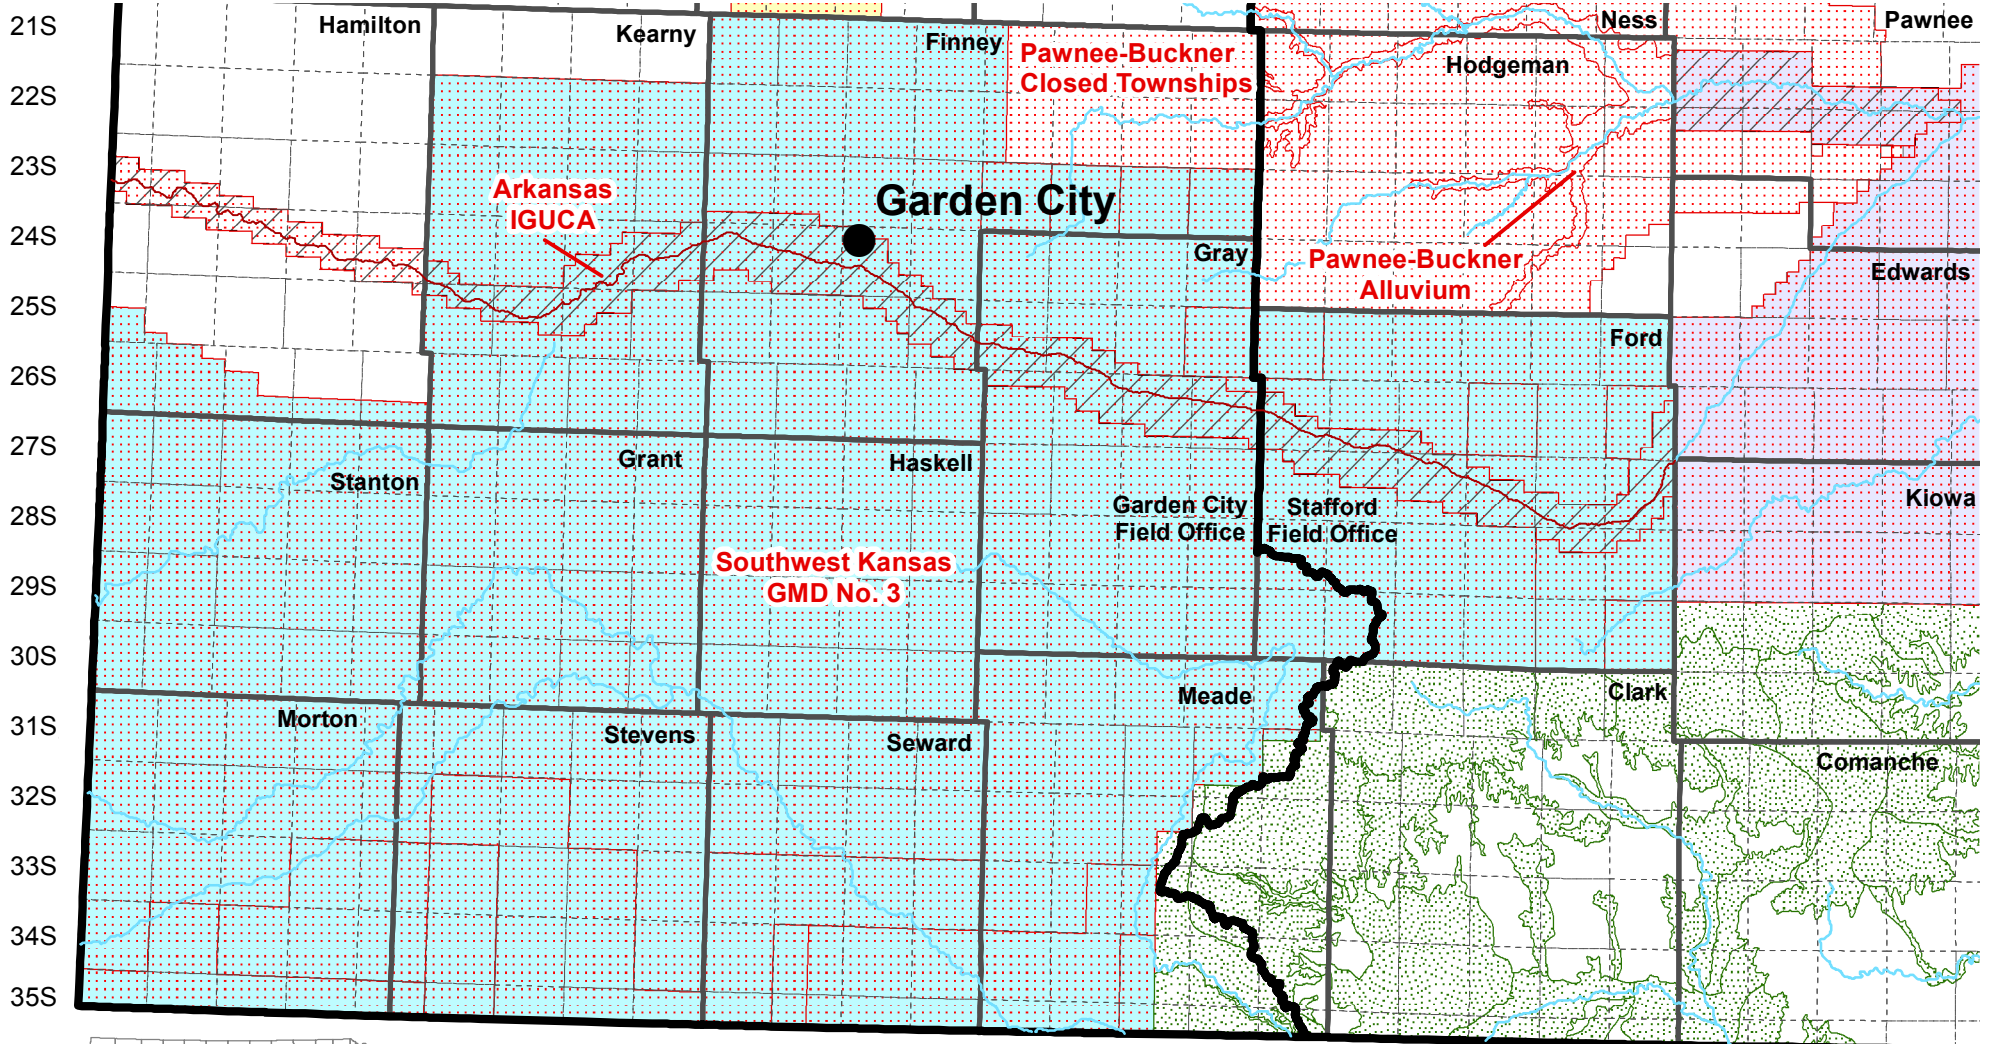 21S
22S
23S
24S
25S
26S
27S
28S
29S
30S
31S
32S
33S
34S
35S
Hamilton
Kearny
Finney
Pawnee-Buckner
Closed Townships
Ness
Hodgeman
Pawnee
Arkansas
IGUCA
Garden City
Gray
Pawnee-Buckner
Alluvium
Edwards
Ford
Stanton
Grant
Haskell
Garden City
Field Office
Stafford
Field Office
Kiowa
Southwest Kansas
GMD No. 3
Morton
Stevens
Seward
Meade
Clark
Comanche